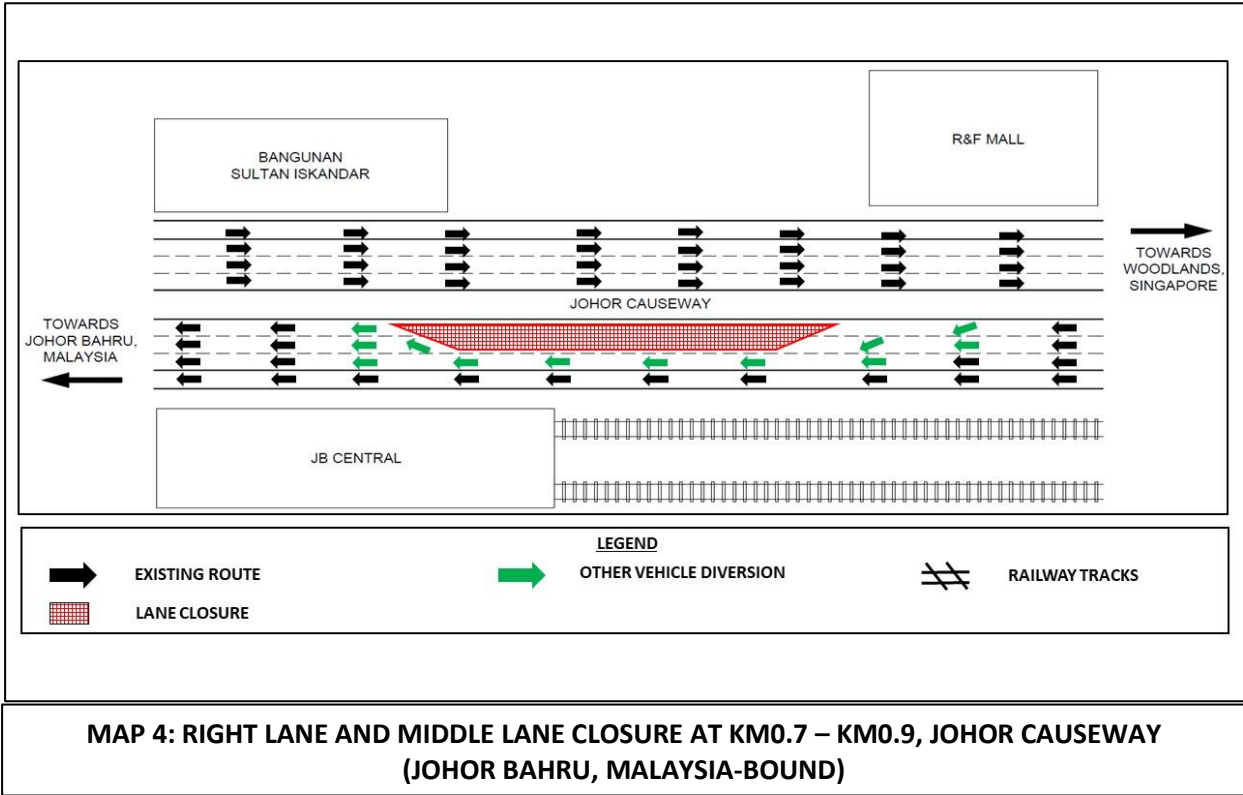 BANGUNAN
SULTAN ISKANDAR
R&F MALL
TOWARDS
WOODLANDS,
SINGAPORE
JOHOR CAUSEWAY
TOWARDS
JOHOR BAHRU,
MALAYSIA
JB CENTRAL
LEGEND
EXISTING ROUTE
OTHER VEHICLE DIVERSION
RAILWAY TRACKS
LANE CLOSURE
MAP 4: RIGHT LANE AND MIDDLE LANE CLOSURE AT KM0.7 – KM0.9, JOHOR CAUSEWAY
(JOHOR BAHRU, MALAYSIA-BOUND)